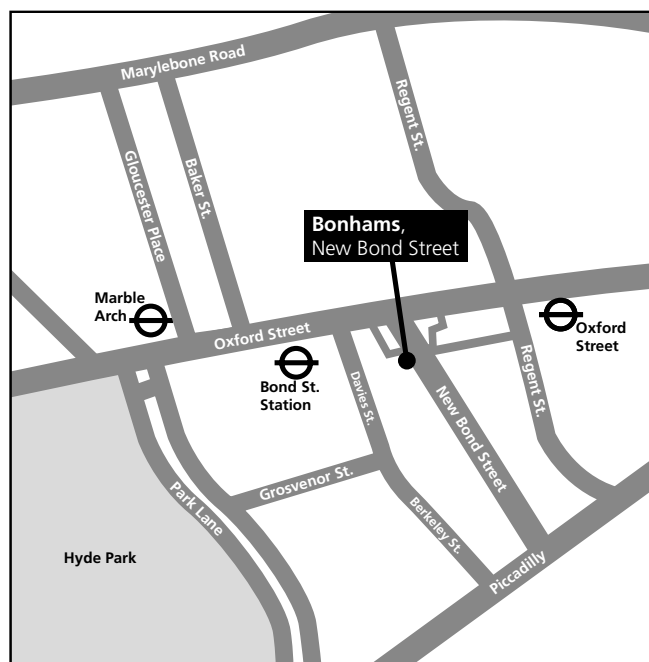 Marylebone Road
Regent St.
Gloucester Place
Baker St.
Bonhams,
New Bond Street
Marble
Arch
Oxford Street
Oxford
Street
Bond St.
Station
Davies St.
New Bond Street
Regent St.
Grosvenor St.
Park Lane
Berkeley St.
Hyde Park
Piccadilly